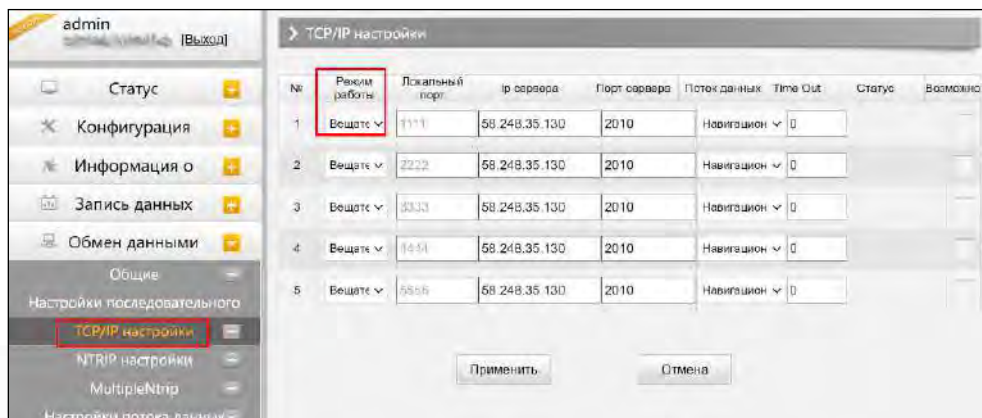 admin
[Выход]
TCP/IP настройки
Статус
Конфигурация
Информация о
Запись данных
Обмен данными
Общие
Настройки последовательного
TCP/IP настройки
NTRIP настройки
MultipleNtrip
Настройки потока данных
№ Режим работы Локальный порт Ip сервера Порт сервера Поток данных Time Out Статус Возможно
1 Вещате 1111 58.248.35.130 2010 Навигацион 0
2 Вещате 2222 58.248.35.130 2010 Навигацион 0
3 Вещате 3333 58.248.35.130 2010 Навигацион 0
4 Вещате 4444 58.248.35.130 2010 Навигацион 0
5 Вещате 5555 58.248.35.130 2010 Навигацион 0
Применить Отмена